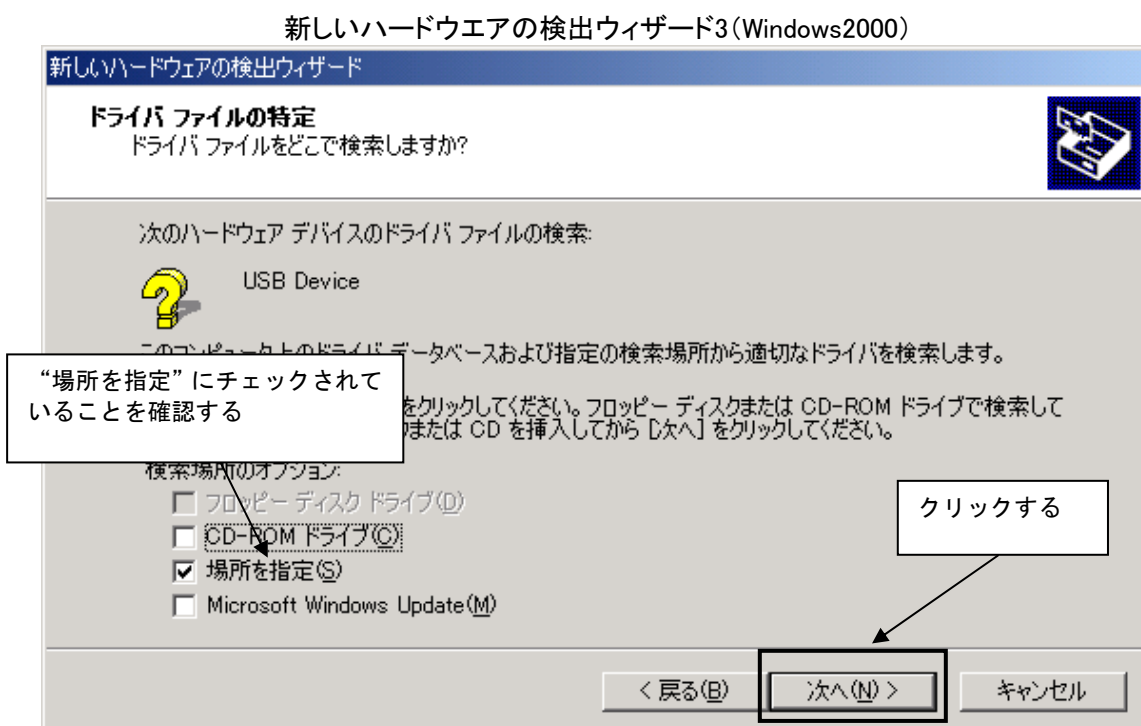 新しいハードウエアの検出ウィザード3（Windows2000）
新しいハードウェアの検出ウィザード
ドライバ ファイルの特定
ドライバ ファイルをどこで検索しますか?
次のハードウェア デバイスのドライバ ファイルの検索:
USB Device
このコンピュータ上のドライバ データベースおよび指定の検索場所から適切なドライバを検索します。
“場所を指定”にチェックされて
いることを確認する
をクリックしてください。フロッピー ディスクまたは CD-ROM ドライブで検索して
または CD を挿入してから [次へ] をクリックしてください。
検索場所のオプション:
フロッピー ディスク ドライブ(D)
CD-ROM ドライブ(C)
場所を指定(S)
Microsoft Windows Update(M)
クリックする
< 戻る(B)
次へ(N) >
キャンセル